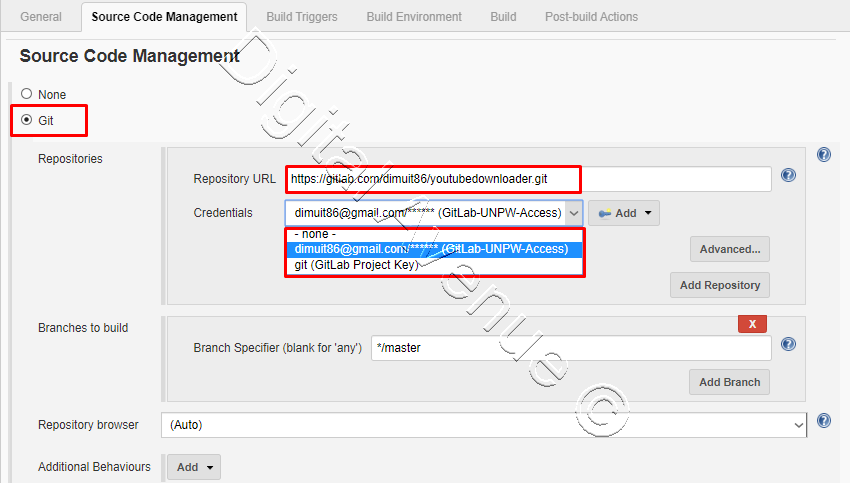 General Source Code Management Build Triggers Build Environment Build Post-build Actions
Source Code Management
None
Git
Repositories
Repository URL https://gitlab.com/dimuit86/youtubedownloader.git
Credentials dimuit86@gmail.com/****** (GitLab-UNPW-Access) Add
- none -
dimuit86@gmail.com/****** (GitLab-UNPW-Access)
git (GitLab Project Key)
Advanced...
Add Repository
Branches to build
X
Branch Specifier (blank for 'any') */master
Add Branch
Repository browser (Auto)
Additional Behaviours Add
Digital Avenue ©